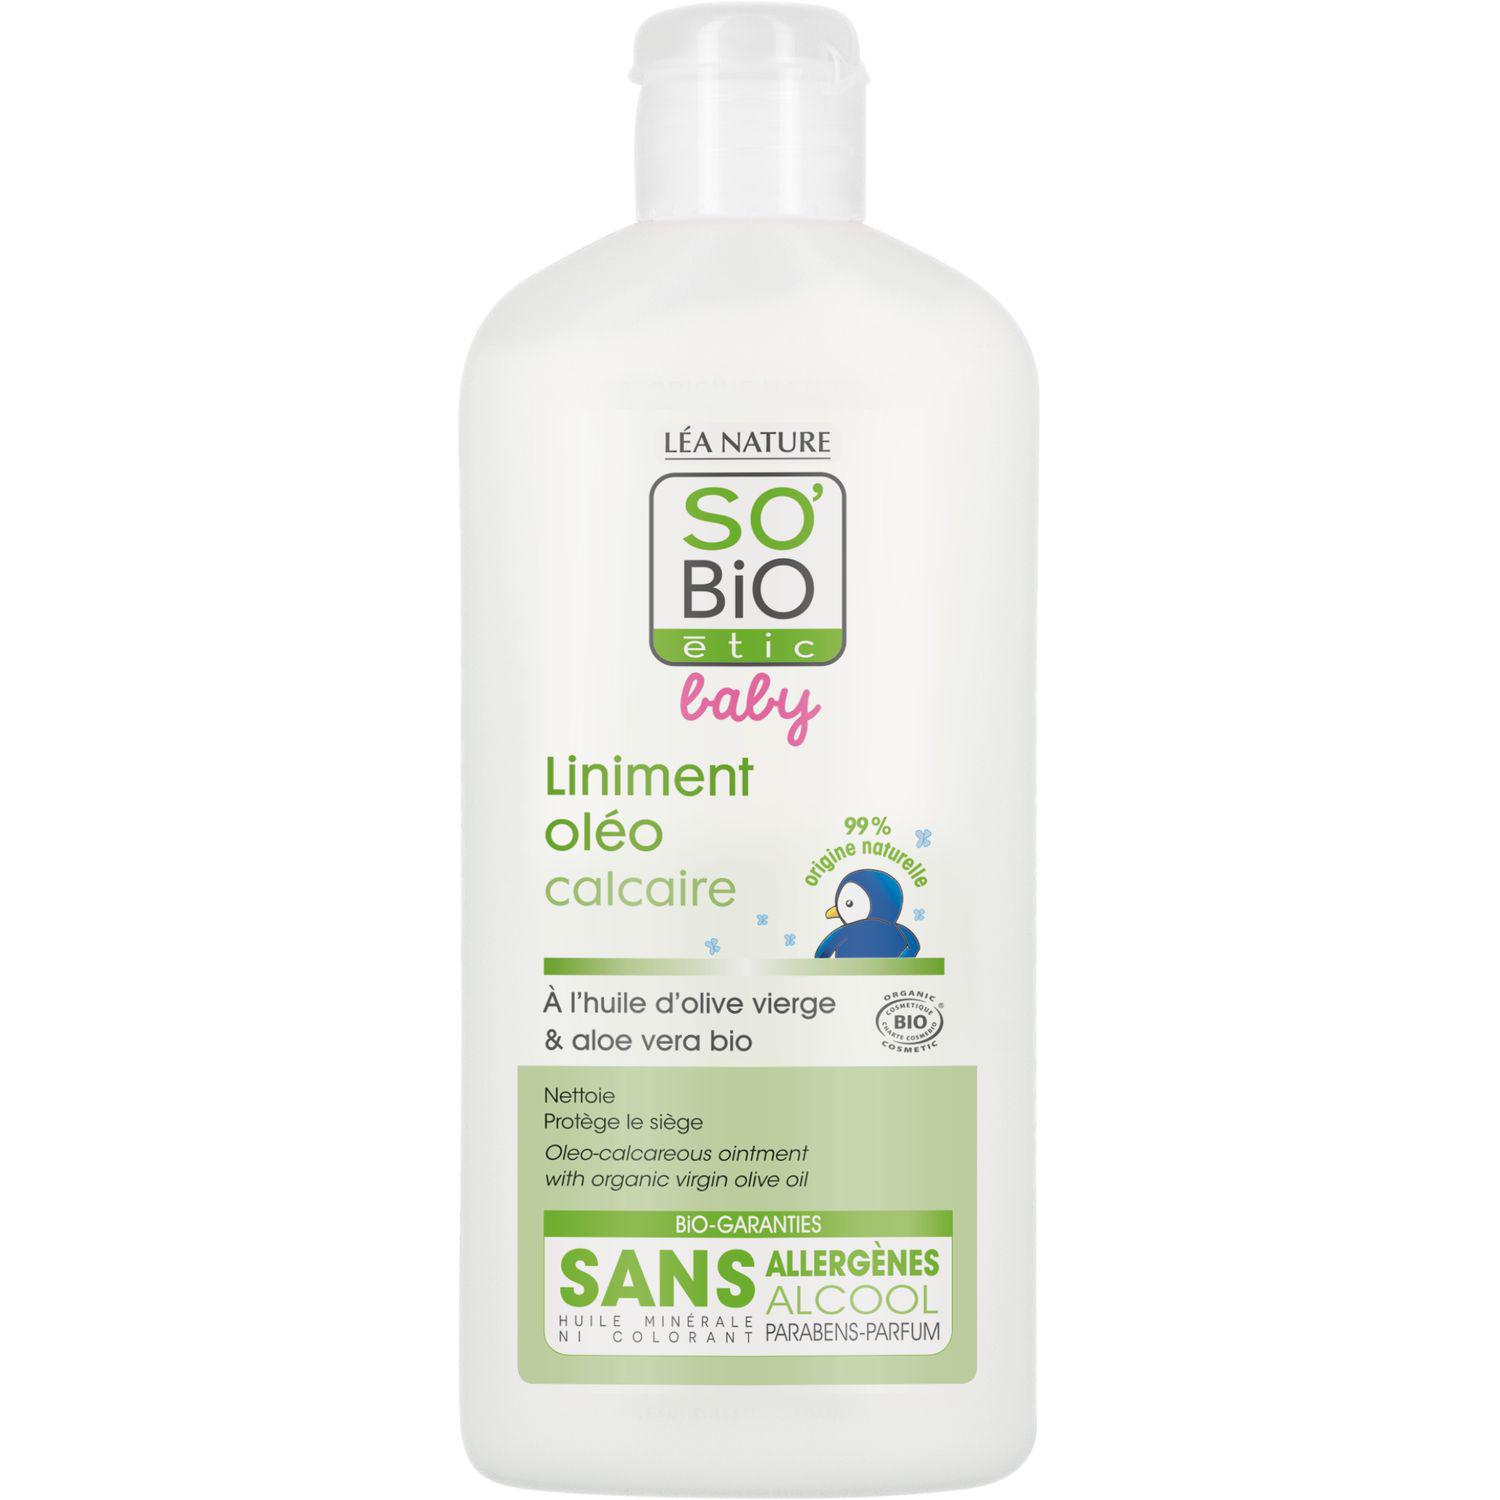 LÉA NATURE
SO'
BiO
ētic
baby
Liniment
oléo
calcaire
99%
origine naturelle
À l'huile d'olive vierge
& aloe vera bio
ORGANIC
COSMETIQUE
BIO
®
CHARTE COSMEBIO
COSMETIC
Nettoie
Protège le siège
Oleo-calcareous ointment
with organic virgin olive oil
BiO-GARANTIES
SANS ALLERGÈNES
ALCOOL
HUILE MINÉRALE
NI COLORANT PARABENS-PARFUM